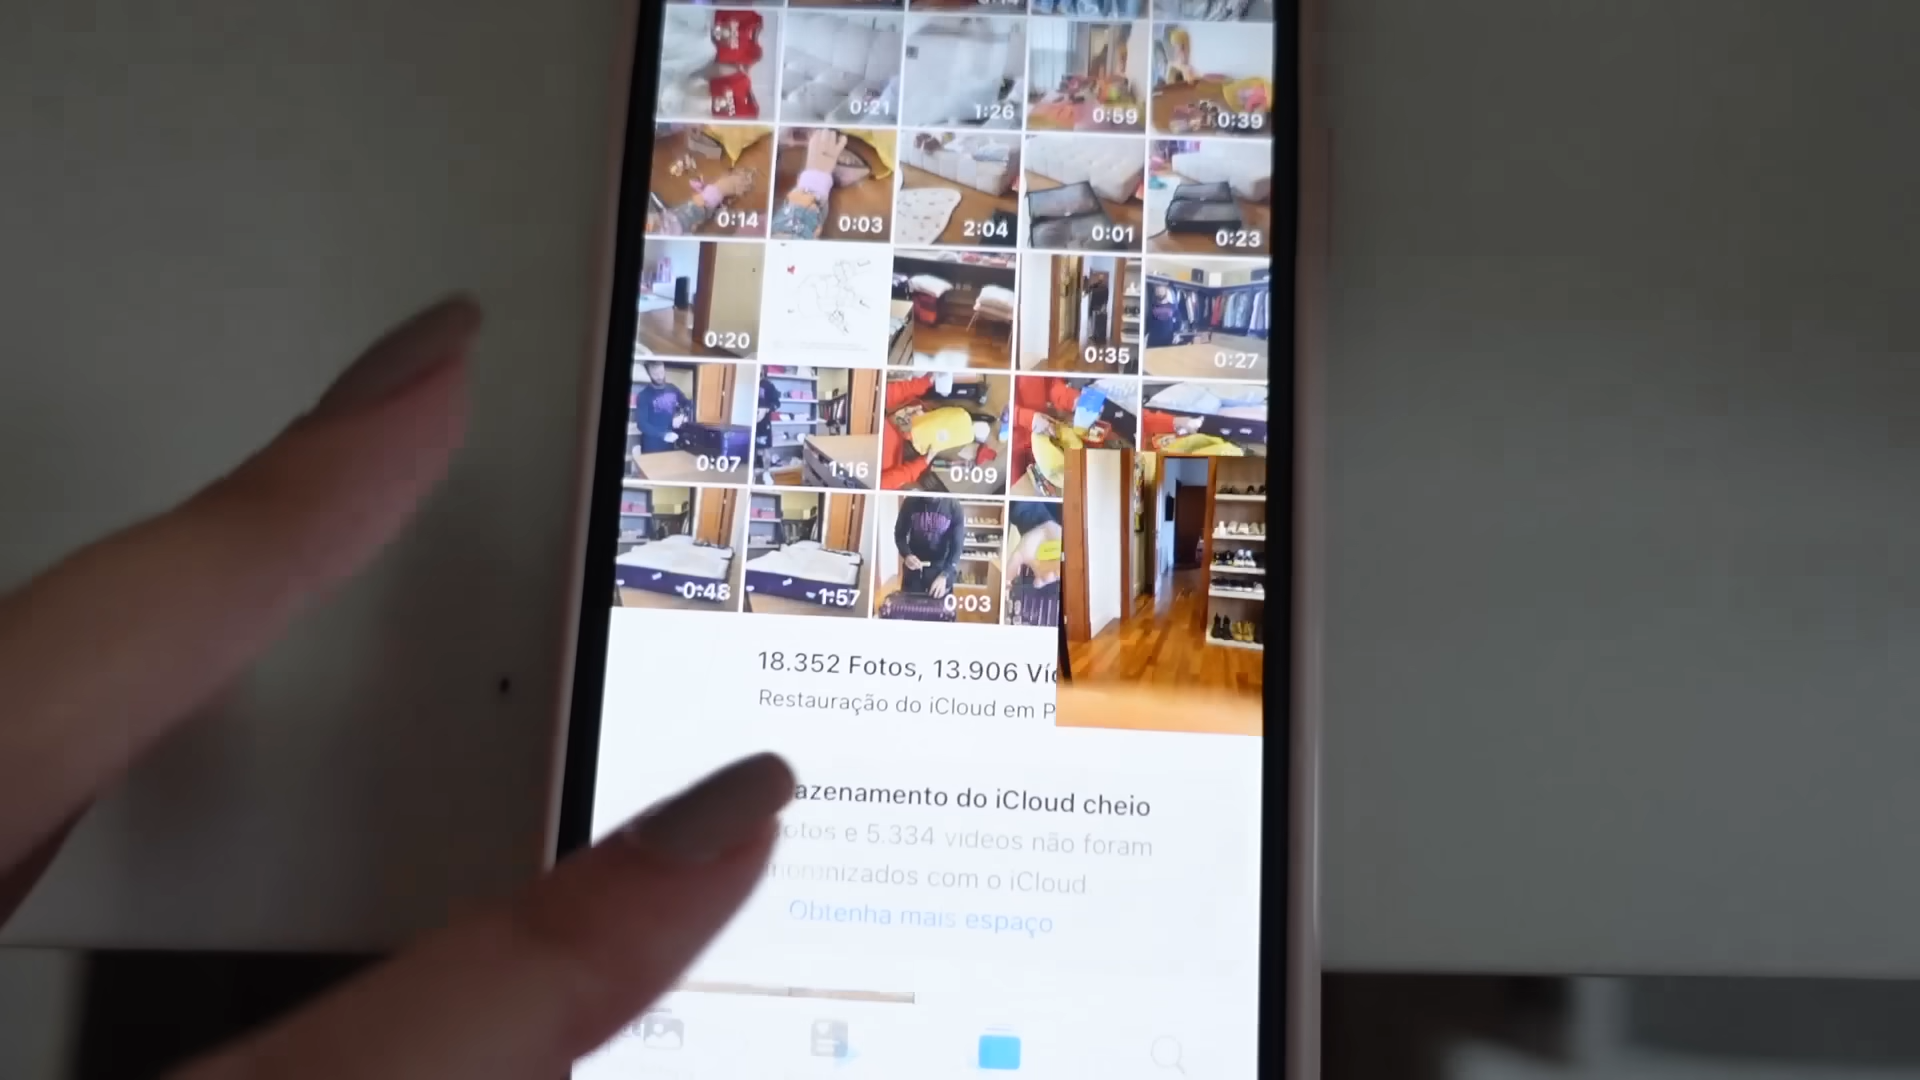 0:21 1:26 0:59 0:39
0:14 0:03 2:04 0:01 0:23
0:20 0:35 0:27
0:07 1:16 0:09
0:48 1:57 0:03
18.352 Fotos, 13.906
Restauração do iCloud em
do iCloud cheio
e 5.334 vídeos não foram
com o iCloud
Obtenha mais espaço